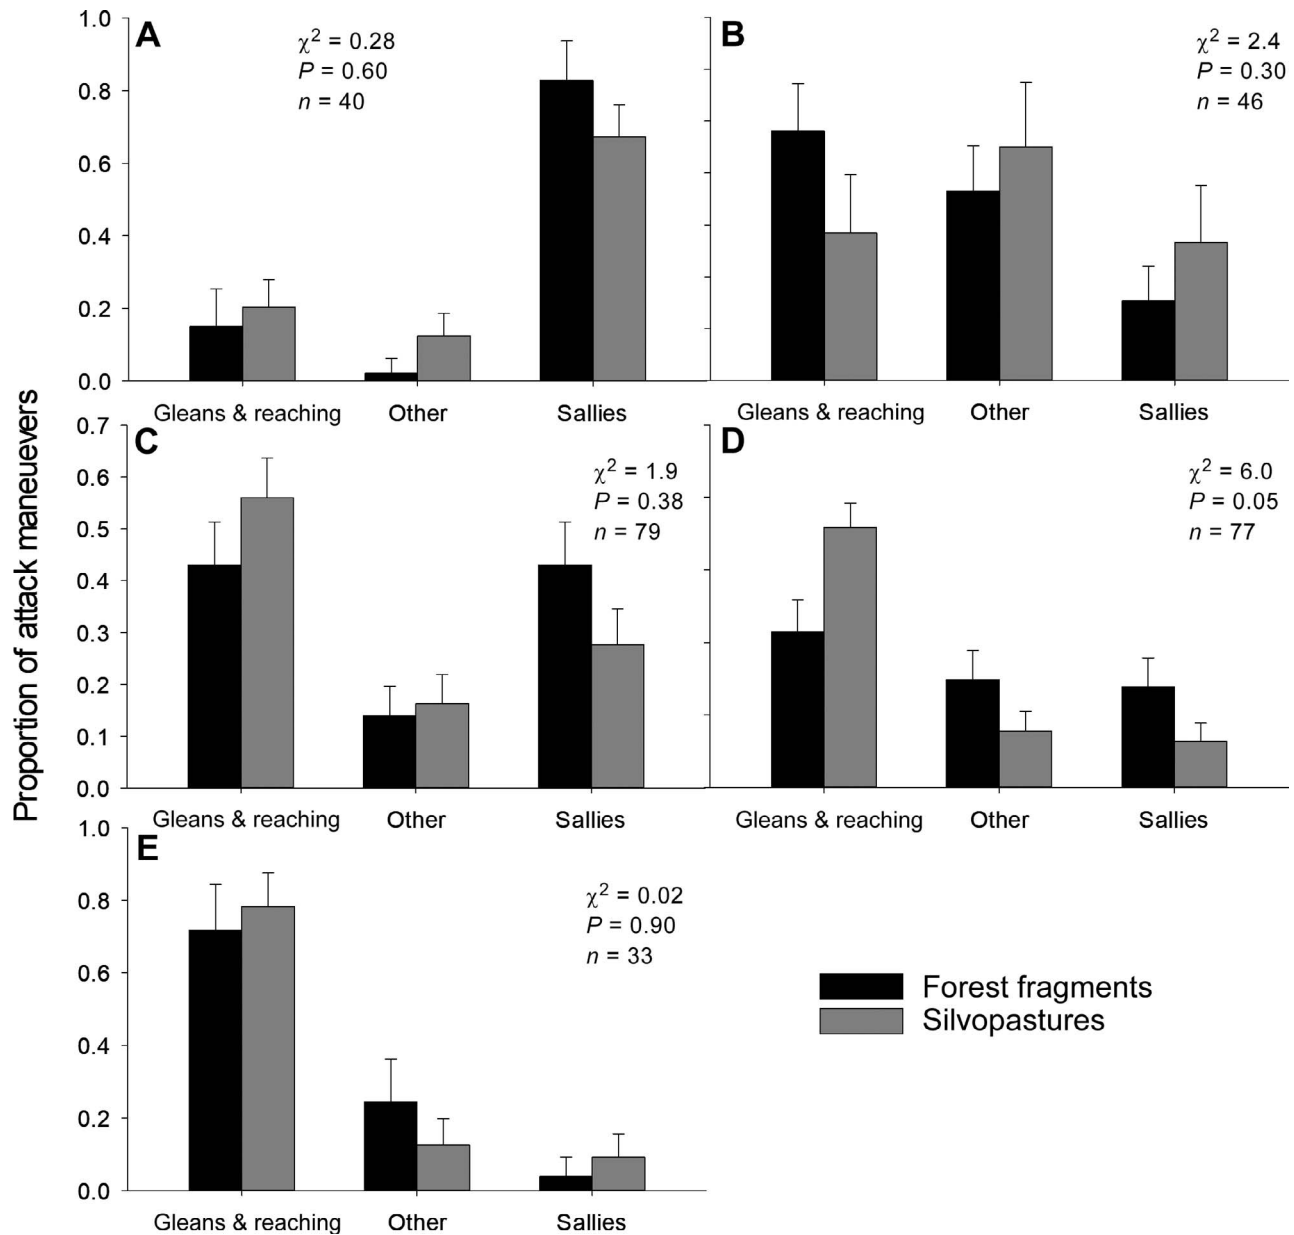 Proportion of attack maneuevers
A
χ² = 0.28
P = 0.60
n = 40
1.0
0.8
0.6
0.4
0.2
0.0
Gleans & reaching Other Sallies
B
χ² = 2.4
P = 0.30
n = 46
Gleans & reaching Other Sallies
C
χ² = 1.9
P = 0.38
n = 79
0.7
0.6
0.5
0.4
0.3
0.2
0.1
0.0
Gleans & reaching Other Sallies
D
χ² = 6.0
P = 0.05
n = 77
Gleans & reaching Other Sallies
E
χ² = 0.02
P = 0.90
n = 33
1.0
0.8
0.6
0.4
0.2
0.0
Gleans & reaching Other Sallies
Forest fragments
Silvopastures